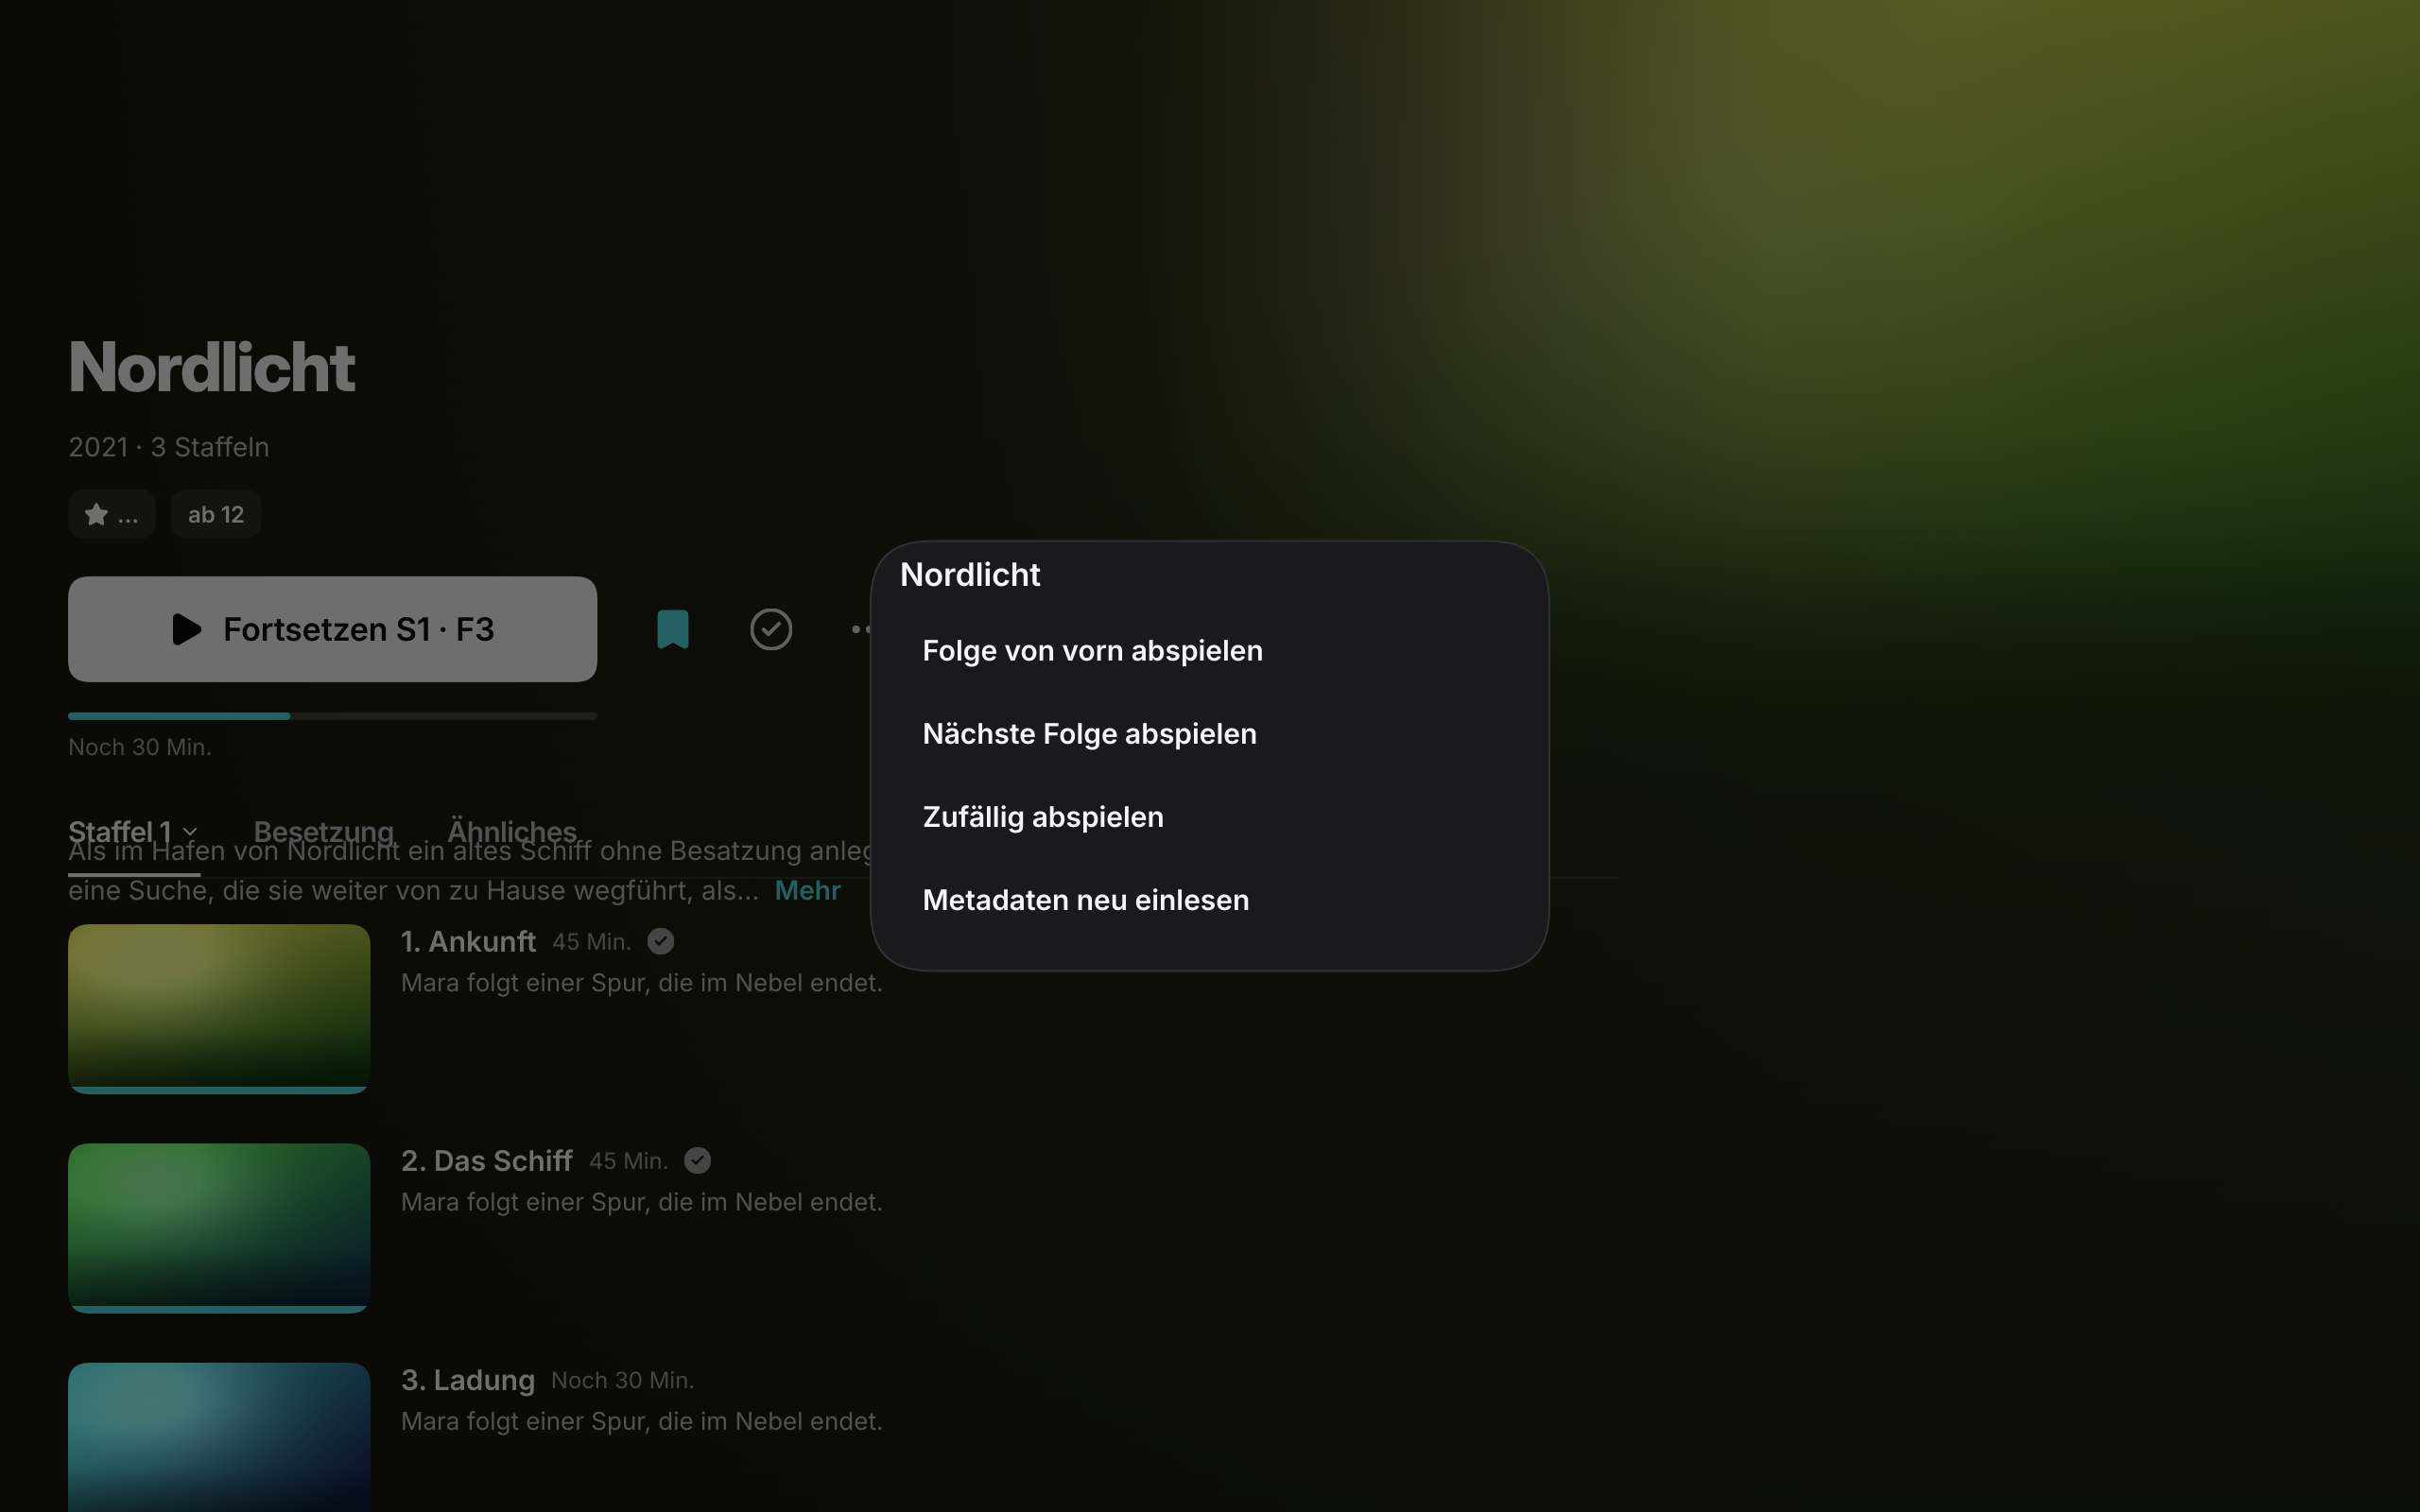 Nordlicht
2021 · 3 Staffeln
... ab 12
Fortsetzen S1 · F3
Noch 30 Min.
Staffel 1 Besetzung Ähnliches
Als im Hafen von Nordlicht ein altes Schiff ohne Besatzung
eine Suche, die sie weiter von zu Hause wegführt, als... Mehr
1. Ankunft 45 Min.
Mara folgt einer Spur, die im Nebel endet.
2. Das Schiff 45 Min.
Mara folgt einer Spur, die im Nebel endet.
3. Ladung Noch 30 Min.
Mara folgt einer Spur, die im Nebel endet.
Nordlicht
Folge von vorn abspielen
Nächste Folge abspielen
Zufällig abspielen
Metadaten neu einlesen